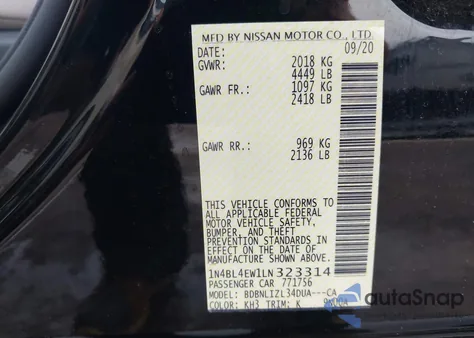 MFD BY NISSAN MOTOR CO., LTD.
DATE: 09/20
GVWR: 2018 KG
4449 LB
GAWR FR.: 1097 KG
2418 LB
GAWR RR.: 969 KG
2136 LB
THIS VEHICLE CONFORMS TO
ALL APPLICABLE FEDERAL
MOTOR VEHICLE SAFETY,
BUMPER, AND THEFT
PREVENTION STANDARDS
IN EFFECT ON THE DATE OF
MANUFACTURE SHOWN ABOVE.
1N4BL4EW1LN323314
PASSENGER CAR 771756
MODEL: BDBNLIZL34DUA---CA
COLOR: KH3 TRIM: K
autoSnap